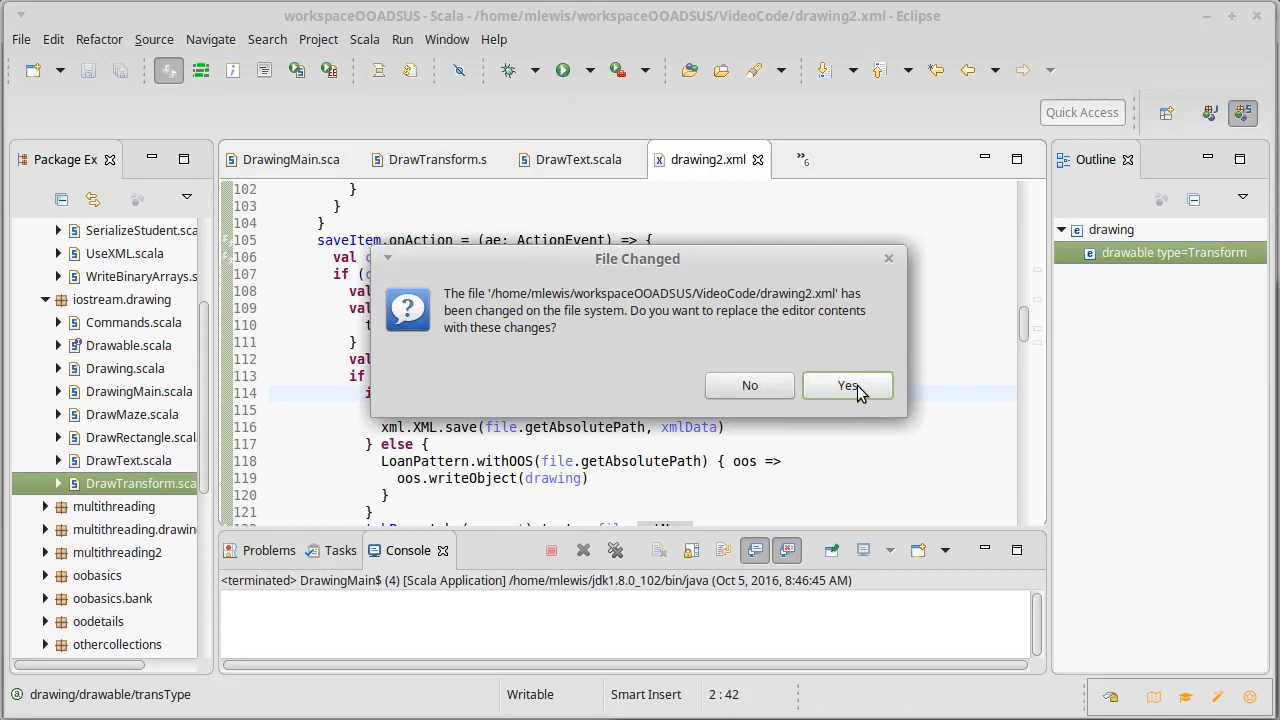 workspaceOOADSUS - Scala - /home/mlewis/workspaceOOADSUS/VideoCode/drawing2.xml - Eclipse
File Edit Refactor Source Navigate Search Project Scala Run Window Help
Quick Access
Package Ex
SerializeStudent.sca
UseXML.scala
WriteBinaryArrays.s
iostream.drawing
Commands.scala
Drawable.scala
Drawing.scala
DrawingMain.scala
DrawMaze.scala
DrawRectangle.scal
DrawText.scala
DrawTransform.sca
multithreading
multithreading.drawin
multithreading2
oobasics
oobasics.bank
oodetails
othercollections
DrawingMain.sca DrawTransform.s DrawText.scala drawing2.xml »6
102 }
103 }
104 }
105 saveItem.onAction = (ae: ActionEvent) => {
106 val
107 if (
108 val
109 val
110 t
111 }
112 val
113 if
114 i
115
116 xml.XML.save(file.getAbsolutePath, xmlData)
117 } else {
118 LoanPattern.withOOS(file.getAbsolutePath) { oos =>
119 oos.writeObject(drawing)
120 }
121 }
File Changed
The file '/home/mlewis/workspaceOOADSUS/VideoCode/drawing2.xml' has
been changed on the file system. Do you want to replace the editor contents
with these changes?
No Yes
Outline
drawing
drawable type=Transform
Problems Tasks Console
<terminated> DrawingMain$ (4) [Scala Application] /home/mlewis/jdk1.8.0_102/bin/java (Oct 5, 2016, 8:46:45 AM)
drawing/drawable/transType Writable Smart Insert 2 : 42